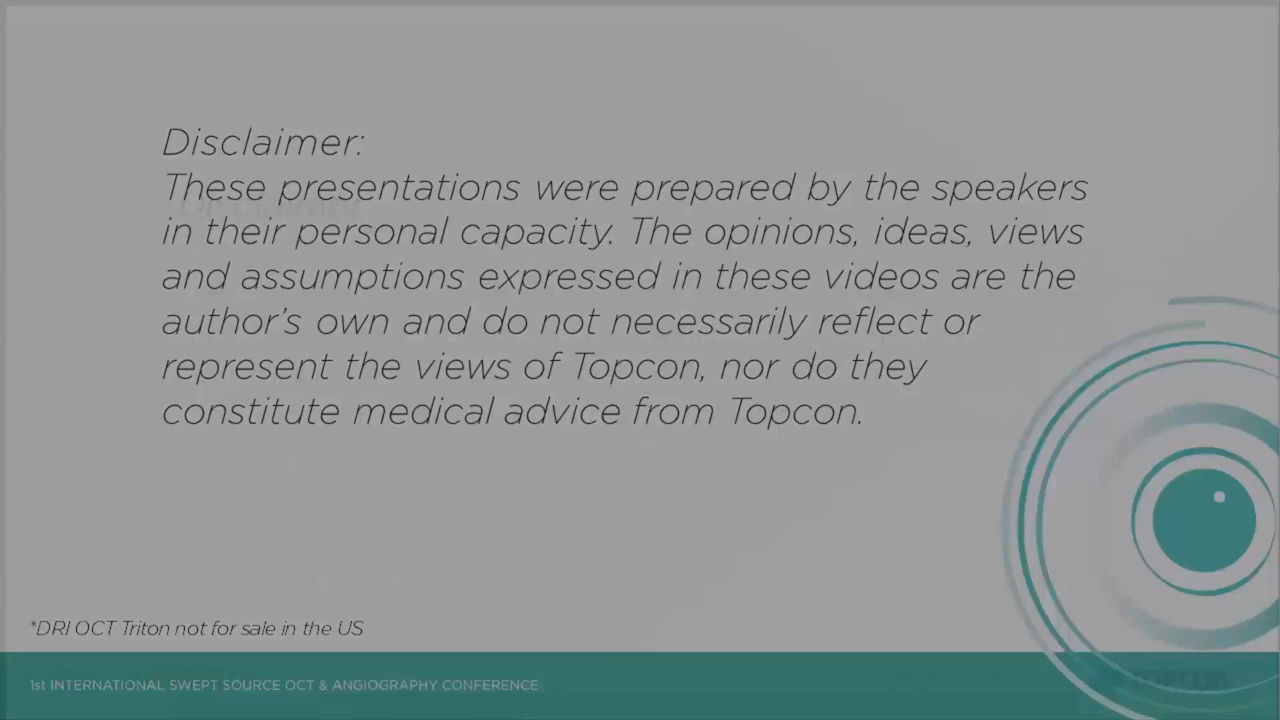 Disclaimer:
These presentations were prepared by the speakers
in their personal capacity. The opinions, ideas, views
and assumptions expressed in these videos are the
author's own and do not necessarily reflect or
represent the views of Topcon, nor do they
constitute medical advice from Topcon.
*DRI OCT Triton not for sale in the US
1st INTERNATIONAL SWEPT SOURCE OCT & ANGIOGRAPHY CONFERENCE